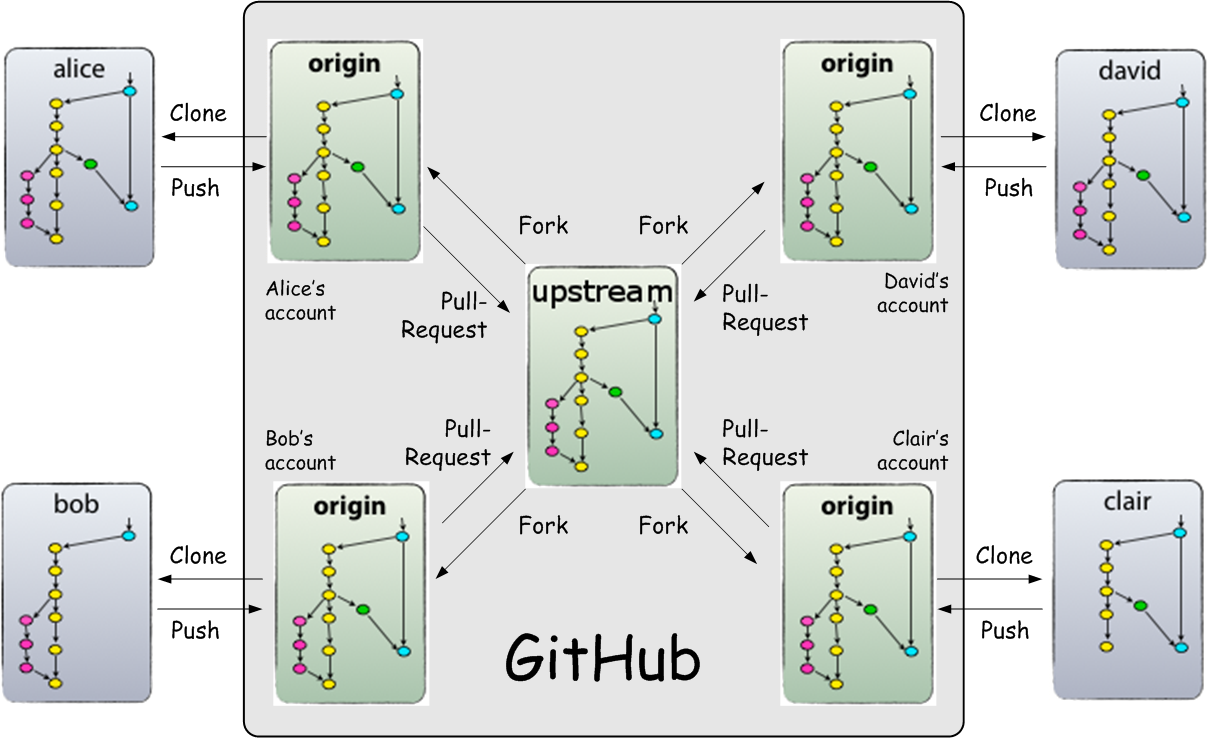 alice
origin
origin
david
Clone
Push
Clone
Push
Fork
Fork
Alice's
account
David's
account
upstream
Pull-
Request
Pull-
Request
Bob's
account
Clair's
account
Pull-
Request
Pull-
Request
bob
origin
origin
clair
Clone
Push
Fork
Fork
Clone
Push
GitHub